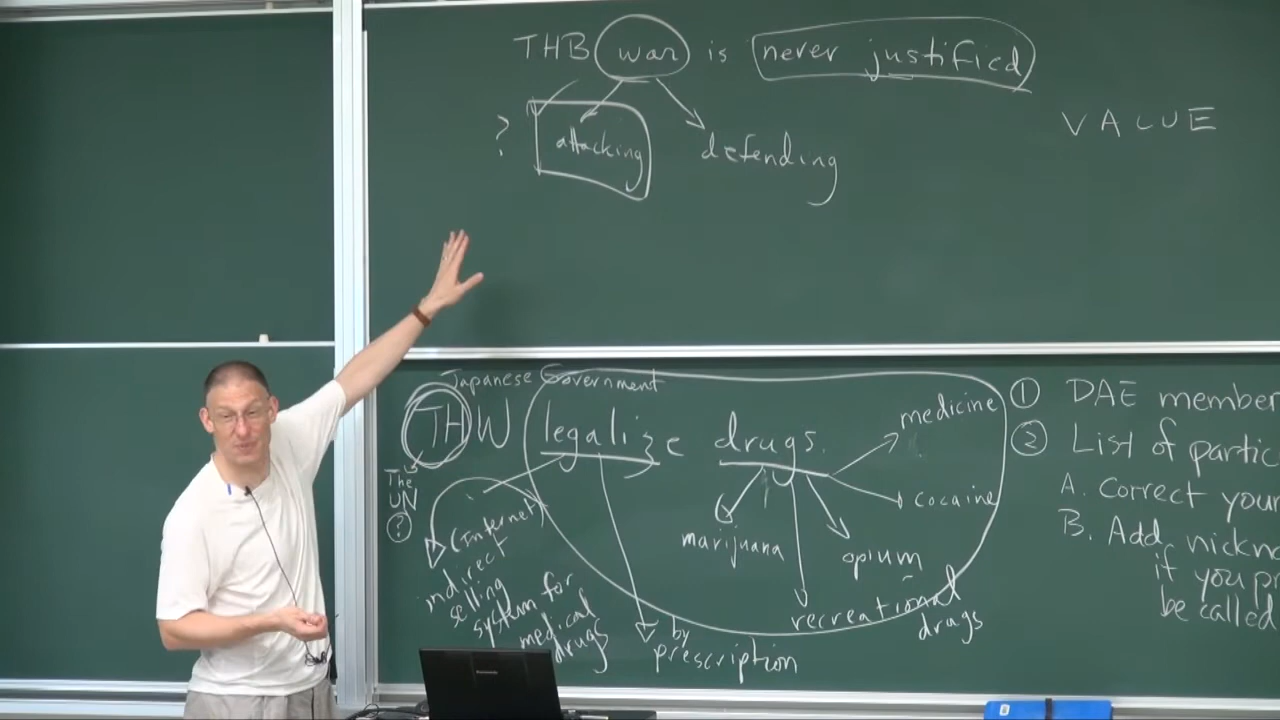 THB war is never justified
VALUE
? attacking defending
Japanese Government
THW legalize drugs.
The
UN
?
(Internet)
indirect
selling
system for
medical
drugs
by
prescription
marijuana
recreational
drugs
opium
cocaine
medicine
① DAE member
② List of partic
A. Correct your
B. Add nickna
if you p
be called